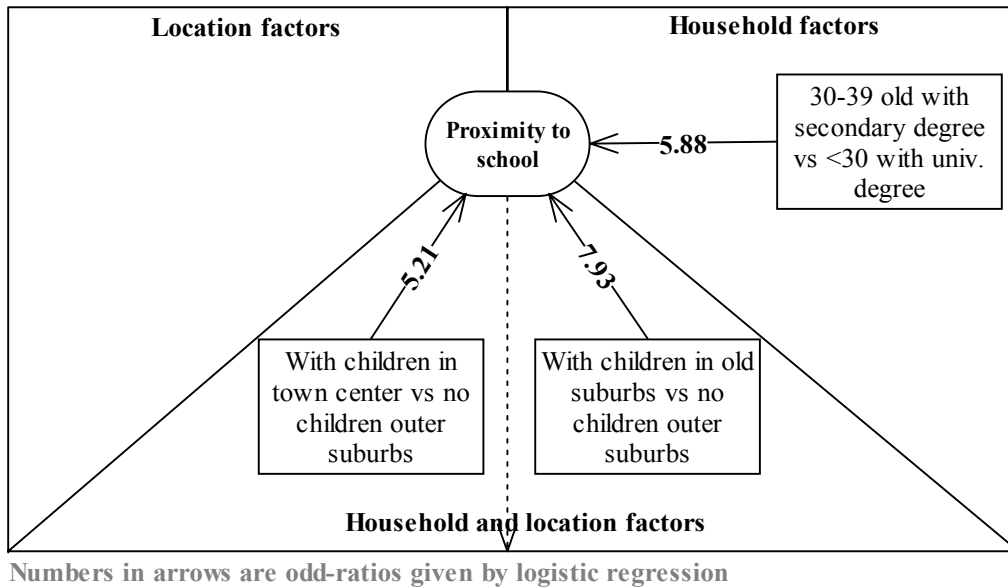 Location factors
Household factors
Proximity to
school
5.88
30-39 old with
secondary degree
vs <30 with univ.
degree
5.21
7.93
With children in
town center vs no
children outer
suburbs
With children in old
suburbs vs no
children outer
suburbs
Household and location factors
Numbers in arrows are odd-ratios given by logistic regression